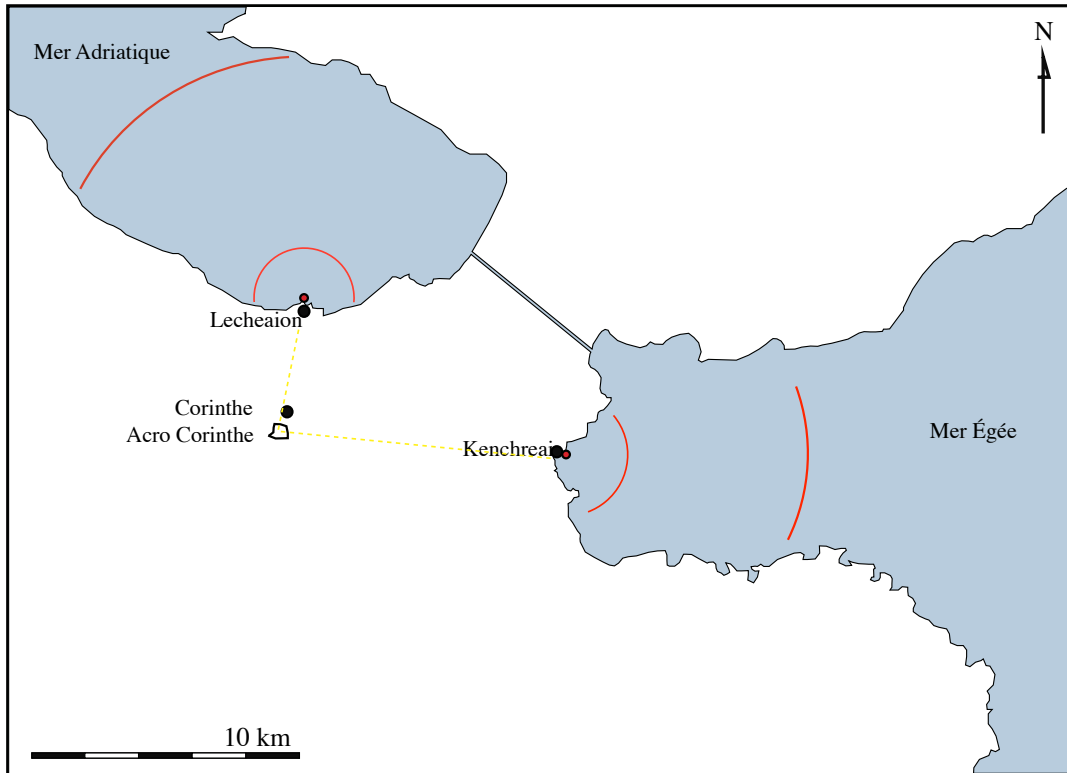 Mer Adriatique
N
Lecheaion
Corinthe
Acro Corinthe
Kenchreai
Mer Égée
10 km